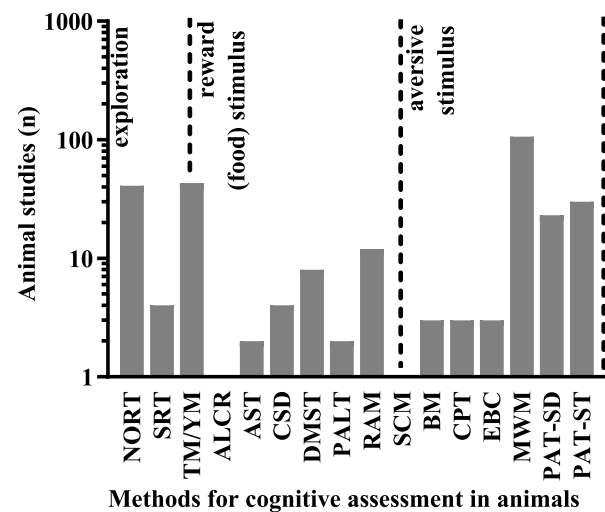 1000
100
10
1
Animal studies (n)
exploration
reward
(food) stimulus
aversive
stimulus
NORT
SRT
TM/YM
ALCR
AST
CSD
DMST
PALT
RAM
SCM
BM
CPT
EBC
MWM
PAT-SD
PAT-ST
Methods for cognitive assessment in animals